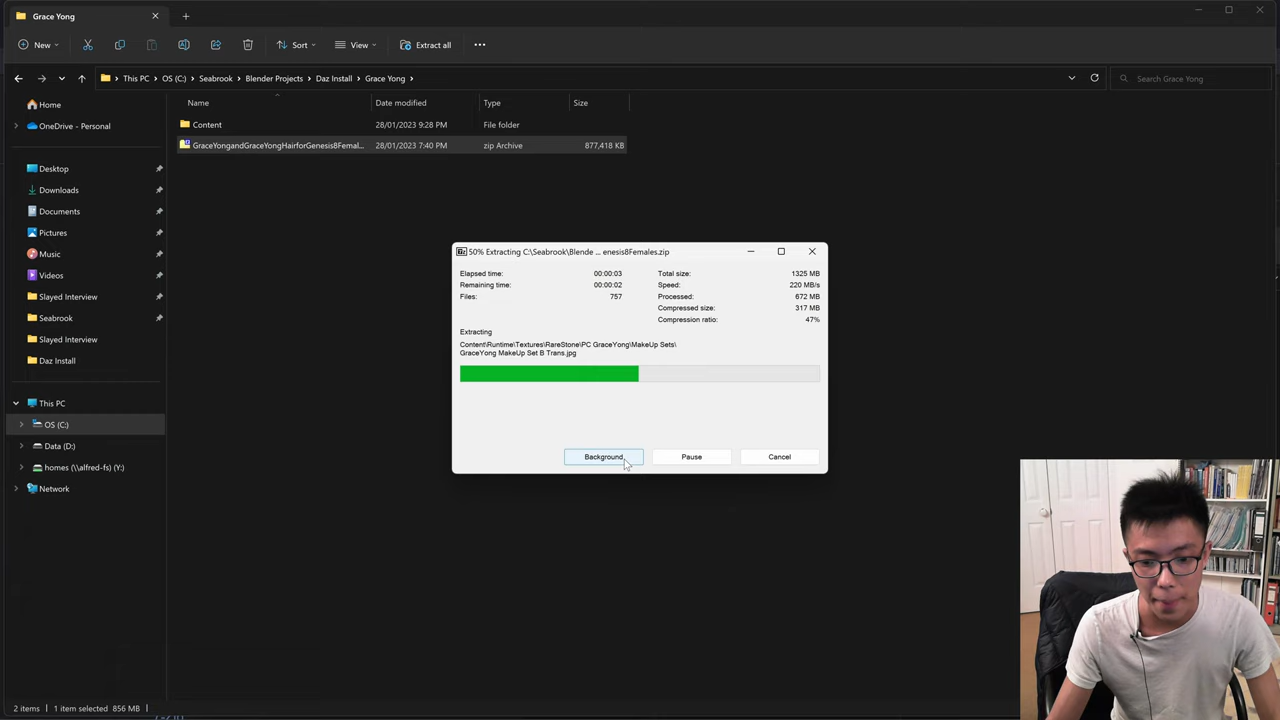 Grace Yong
New
Sort
View
Extract all
This PC
OS (C:)
Seabrook
Blender Projects
Daz Install
Grace Yong
Search Grace Yong
Name
Date modified
Type
Size
Home
OneDrive - Personal
Desktop
Downloads
Documents
Pictures
Music
Videos
Slayed Interview
Seabrook
Slayed Interview
Daz Install
This PC
OS (C:)
Data (D:)
homes (\\alfred-fs) (Y:)
Network
Content 28/01/2023 9:28 PM File folder
GraceYongandGraceYongHairforGenesis8Femal... 28/01/2023 7:40 PM zip Archive 877,418 KB
50% Extracting C:\Seabrook\Blende ... enesis8Females.zip
Elapsed time: 00:00:03 Total size: 1325 MB
Remaining time: 00:00:02 Speed: 220 MB/s
Files: 757 Processed: 672 MB
Compressed size: 317 MB
Compression ratio: 47%
Extracting
Content\Runtime\Textures\RareStone\PC GraceYong\MakeUp Sets\
GraceYong MakeUp Set B Trans.jpg
Background
Pause
Cancel
2 items 1 item selected 856 MB